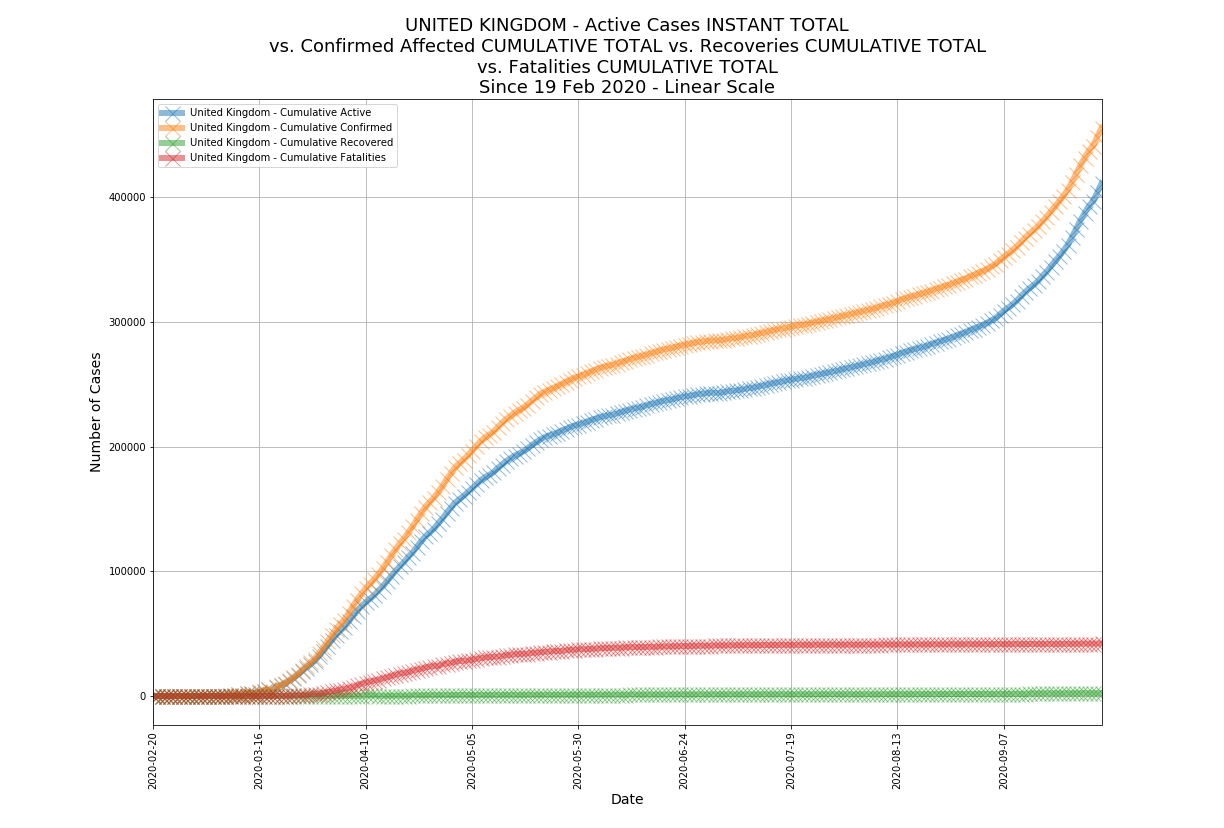 UNITED KINGDOM - Active Cases INSTANT TOTAL
vs. Confirmed Affected CUMULATIVE TOTAL vs. Recoveries CUMULATIVE TOTAL
vs. Fatalities CUMULATIVE TOTAL
Since 19 Feb 2020 - Linear Scale
United Kingdom - Cumulative Active
United Kingdom - Cumulative Confirmed
United Kingdom - Cumulative Recovered
United Kingdom - Cumulative Fatalities
400000
300000
200000
100000
0
Number of Cases
2020-02-20
2020-03-16
2020-04-10
2020-05-05
2020-05-30
2020-06-24
2020-07-19
2020-08-13
2020-09-07
Date